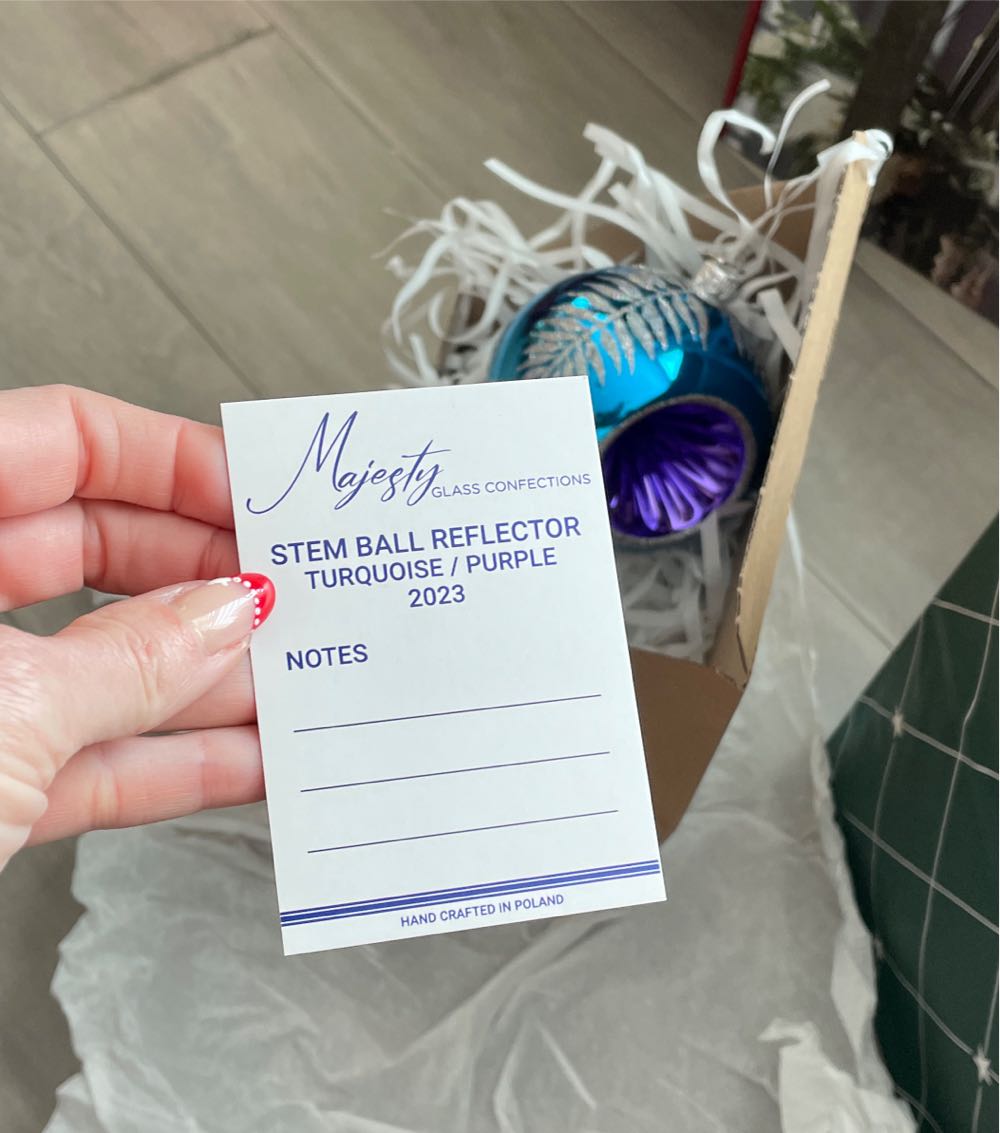 Majesty GLASS CONFECTIONS
STEM BALL REFLECTOR
TURQUOISE / PURPLE
2023
NOTES
HAND CRAFTED IN POLAND